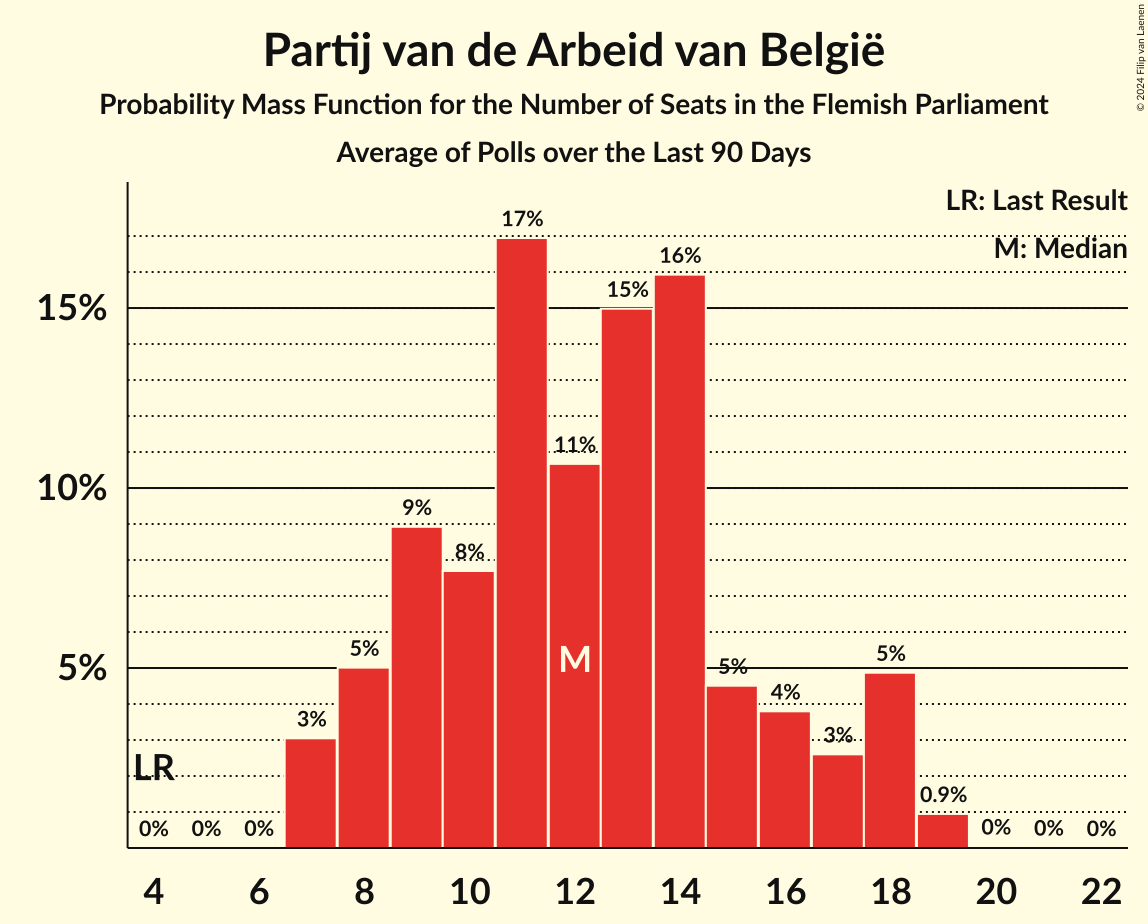 Partij van de Arbeid van België
Probability Mass Function for the Number of Seats in the Flemish Parliament
Average of Polls over the Last 90 Days
© 2024 Filip van Laenen
LR: Last Result
M: Median
17%
16%
15%
15%
11%
10%
9%
8%
M
5%
5%
5%
5%
4%
3%
3%
LR
0.9%
0% 0% 0% 0% 0% 0%
4 6 8 10 12 14 16 18 20 22